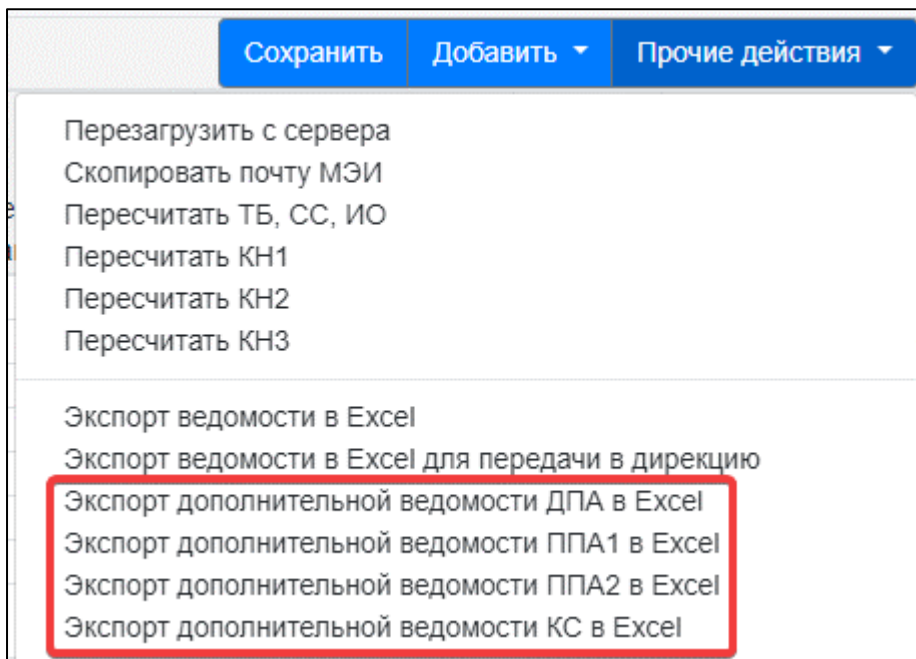 Сохранить Добавить Прочие действия
Перезагрузить с сервера
Скопировать почту МЭИ
Пересчитать ТБ, СС, ИО
Пересчитать КН1
Пересчитать КН2
Пересчитать КН3
Экспорт ведомости в Excel
Экспорт ведомости в Excel для передачи в дирекцию
Экспорт дополнительной ведомости ДПА в Excel
Экспорт дополнительной ведомости ППА1 в Excel
Экспорт дополнительной ведомости ППА2 в Excel
Экспорт дополнительной ведомости КС в Excel